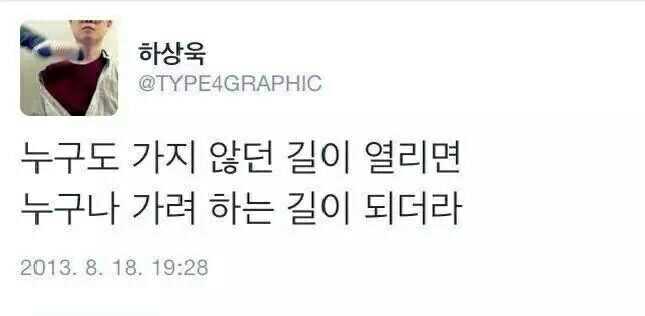 하상욱
@TYPE4GRAPHIC
누구도 가지 않던 길이 열리면
누구나 가려 하는 길이 되더라
2013. 8. 18. 19:28